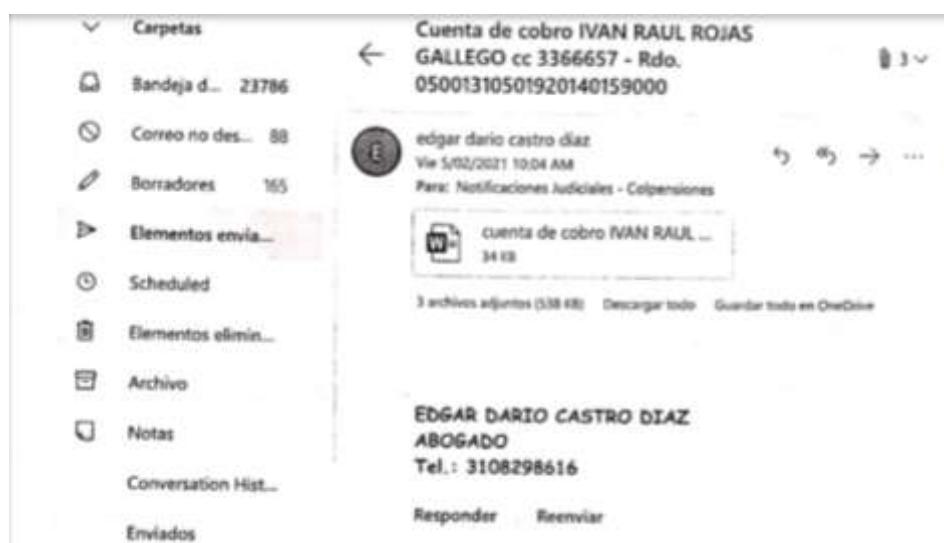 Carpetas
Bandeja d... 23786
Correo no des... 88
Borradores 165
Elementos envia...
Scheduled
Elementos elimin...
Archivo
Notas
Conversation Hist...
Enviados
Cuenta de cobro IVAN RAUL ROJAS
GALLEGO cc 3366657 - Rdo.
05001310501920140159000
3
E
edgar dario castro diaz
Vie 5/02/2021 10:04 AM
Para: Notificaciones Judiciales - Colpensiones
W
cuenta de cobro IVAN RAUL ...
34 KB
3 archivos adjuntos (538 KB) Descargar todo Guardar todo en OneDrive
EDGAR DARIO CASTRO DIAZ
ABOGADO
Tel.: 3108298616
Responder Reenviar